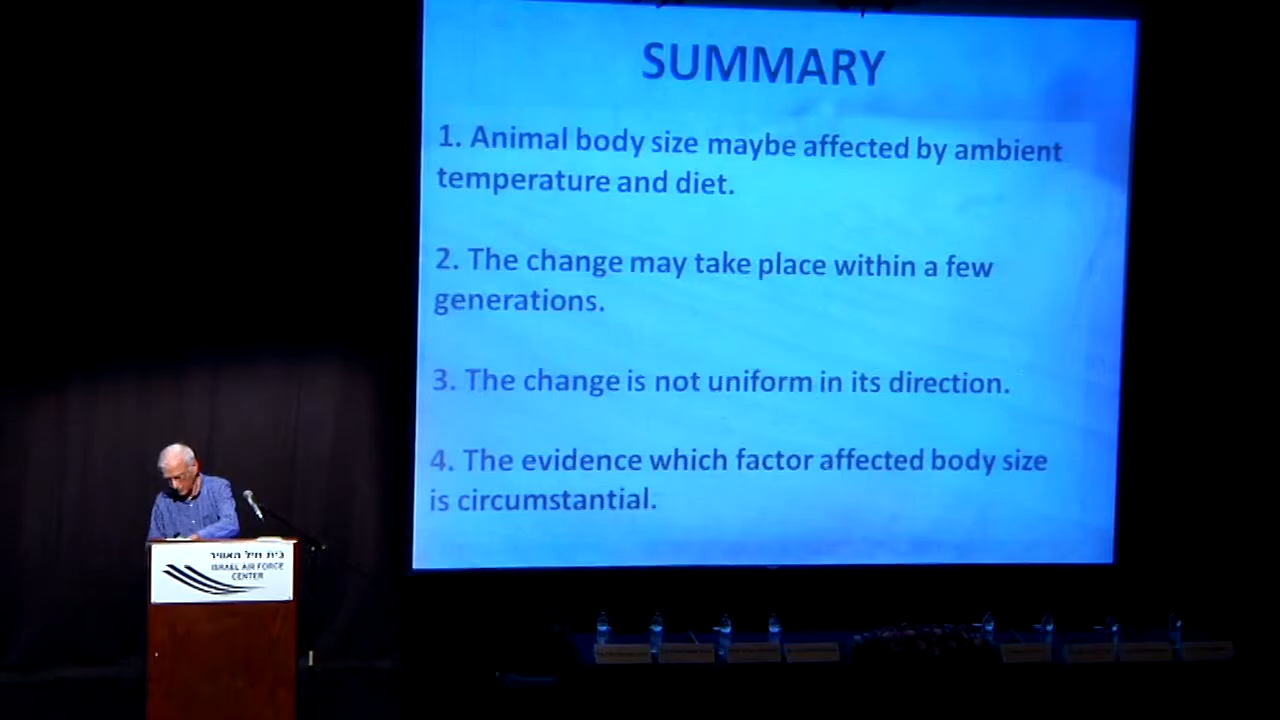 SUMMARY
1. Animal body size maybe affected by ambient
temperature and diet.
2. The change may take place within a few
generations.
3. The change is not uniform in its direction.
4. The evidence which factor affected body size
is circumstantial.
בית חיל האוויר
ISRAEL AIR FORCE
CENTER